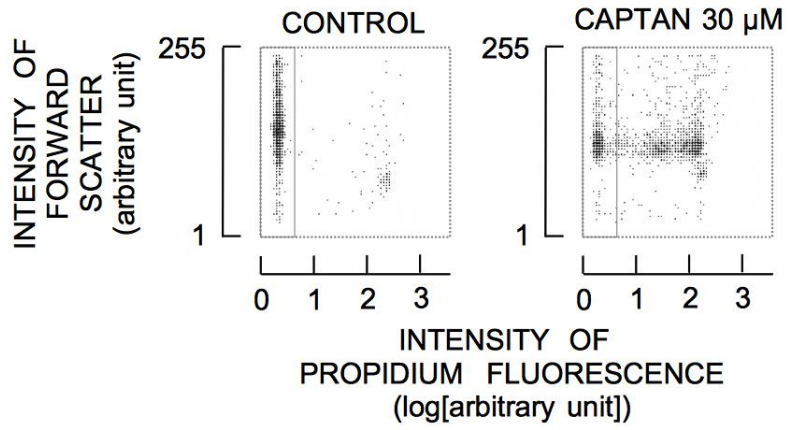 CONTROL
CAPTAN 30 µM
INTENSITY OF
FORWARD
SCATTER
(arbitrary unit)
255
1
255
1
0 1 2 3
0 1 2 3
INTENSITY OF
PROPIDIUM FLUORESCENCE
(log[arbitrary unit])